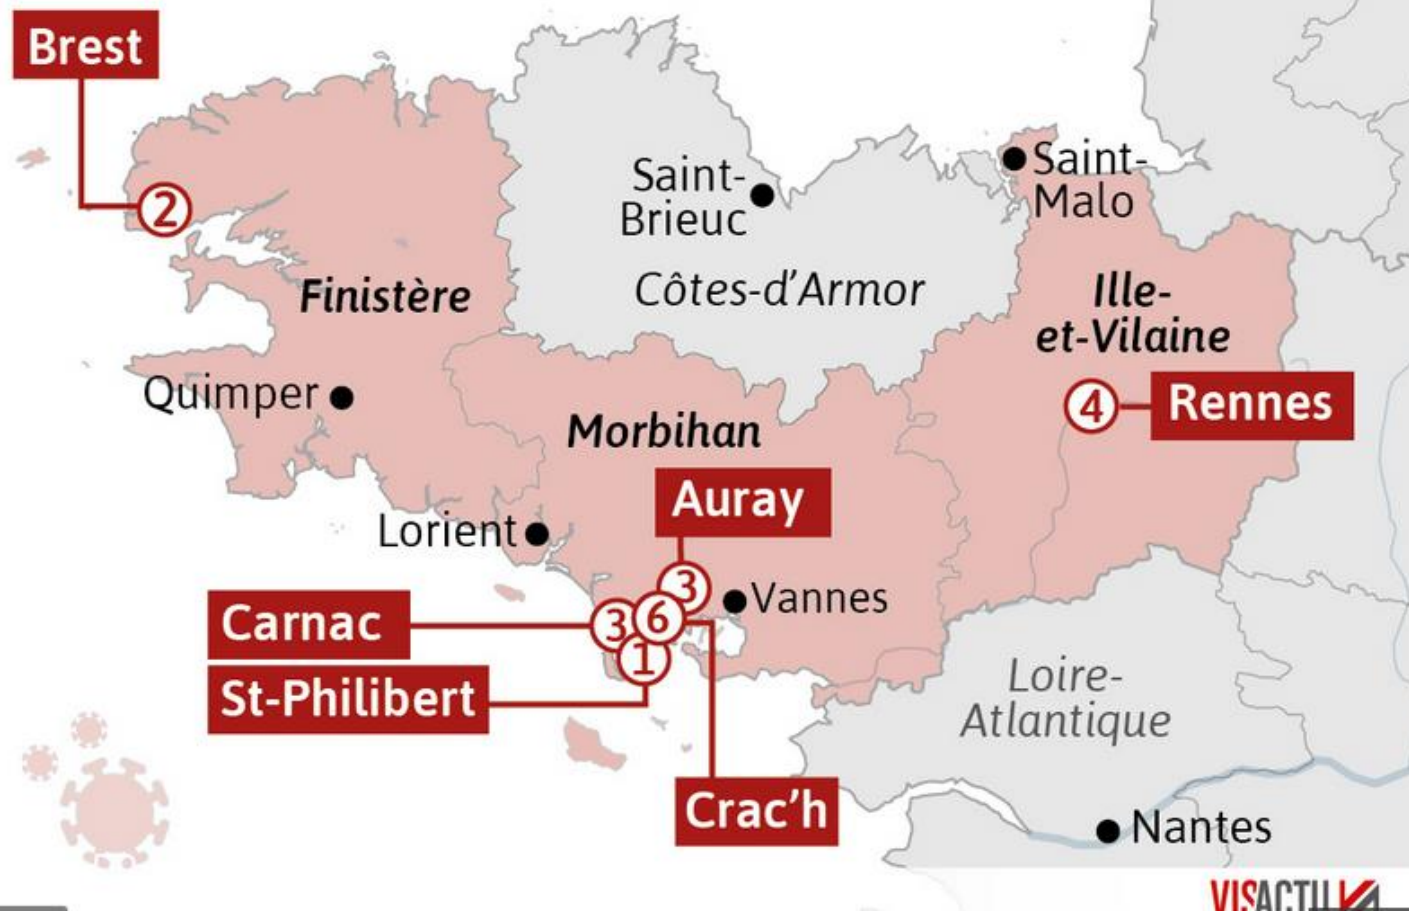 Brest
2
Saint-
Brieuc
Saint-
Malo
Côtes-d’Armor
Finistère
Ille-
et-Vilaine
Quimper
4
Rennes
Morbihan
Auray
Lorient
3
Vannes
Carnac
3
6
1
St-Philibert
Loire-
Atlantique
Crac’h
Nantes
VISACTU